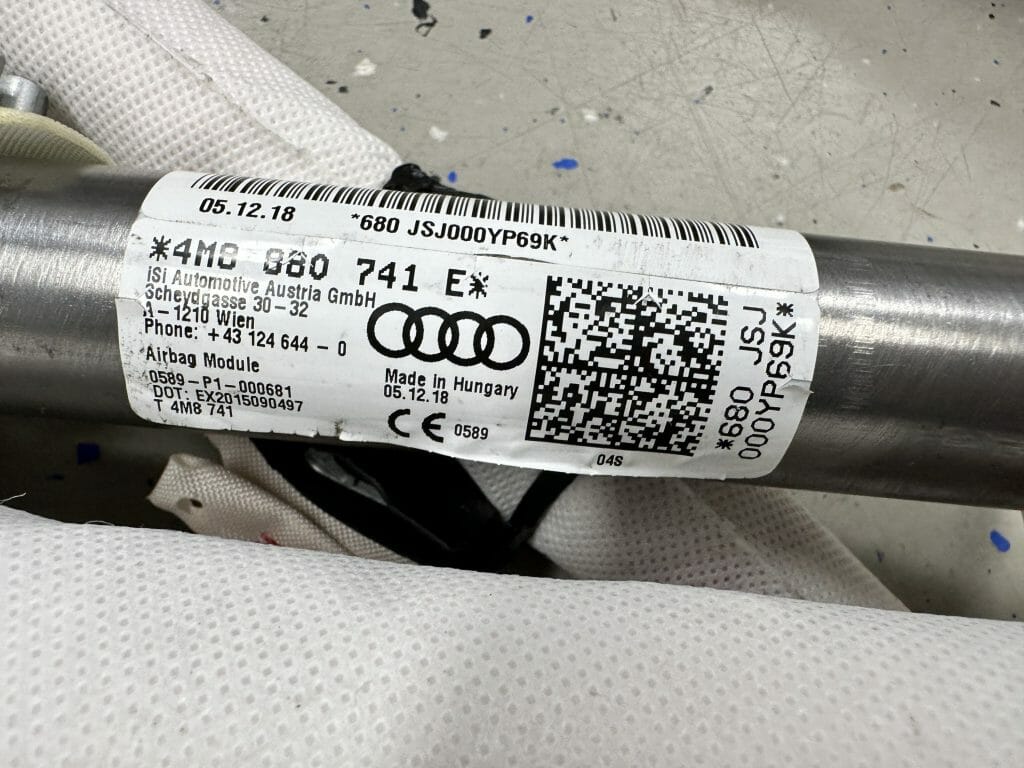 05.12.18 *680 JSJ000YP69K*
*4M8 880 741 E*
iSi Automotive Austria GmbH
Scheydgasse 30-32
A-1210 Wien
Phone: +43 124 644 - 0
Airbag Module
0589-P1-000681
DOT: EX2015090497
T 4M8 741
Made in Hungary
05.12.18
CE 0589
04S
*680 JSJ
000YP69K*